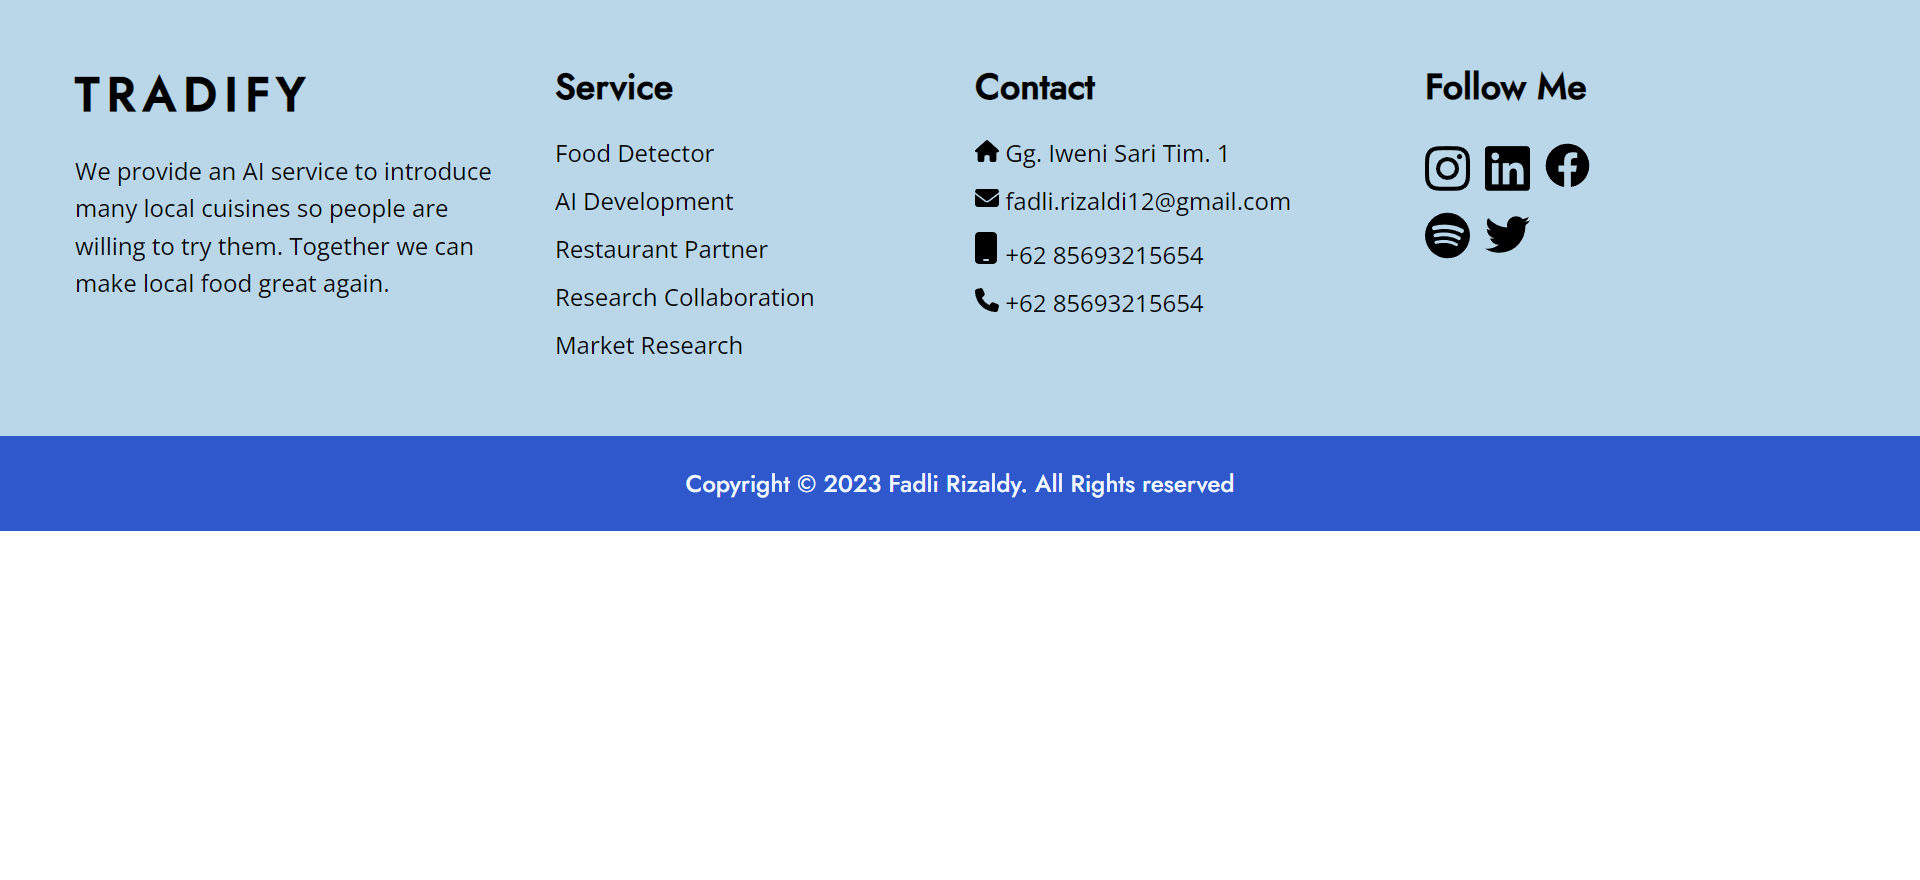 TRADIFY
We provide an AI service to introduce
many local cuisines so people are
willing to try them. Together we can
make local food great again.
Service
Food Detector
AI Development
Restaurant Partner
Research Collaboration
Market Research
Contact
Gg. Iweni Sari Tim. 1
fadli.rizaldi12@gmail.com
+62 85693215654
+62 85693215654
Follow Me
Copyright © 2023 Fadli Rizaldy. All Rights reserved